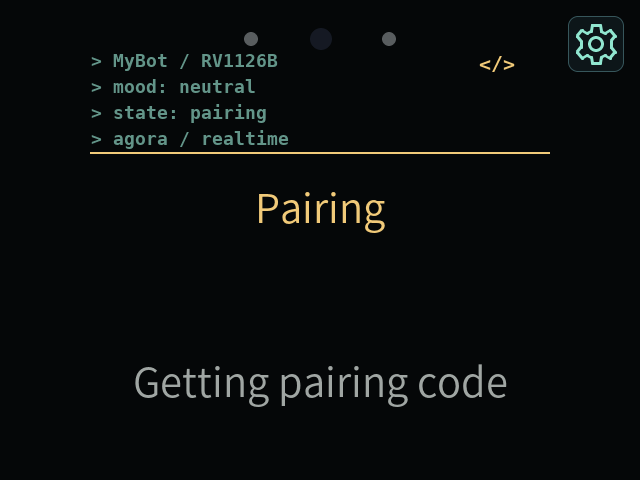 > MyBot / RV1126B
</>
> mood: neutral
> state: pairing
> agora / realtime
Pairing
Getting pairing code